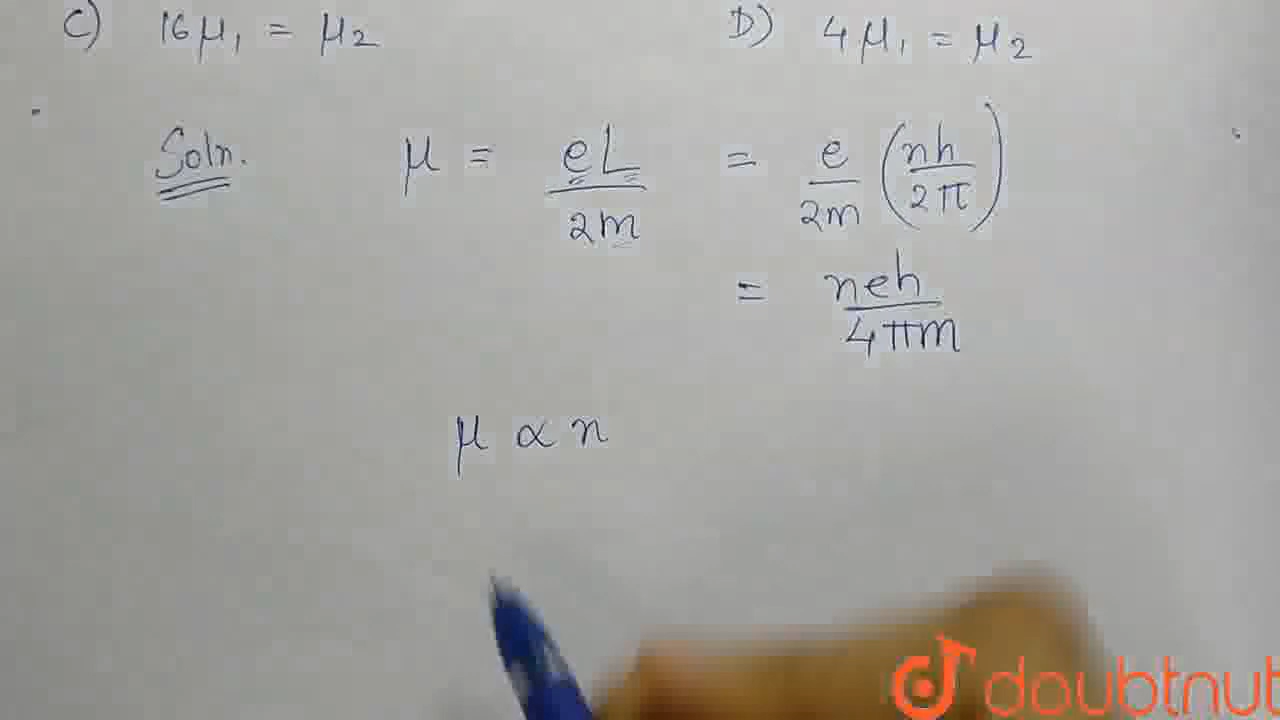 C) 16μ₁ = μ₂ D) 4μ₁ = μ₂
Soln. μ = eL/2m = e/2m (nh/2π)
= neh/4πm
μ ∝ n
doubtnut